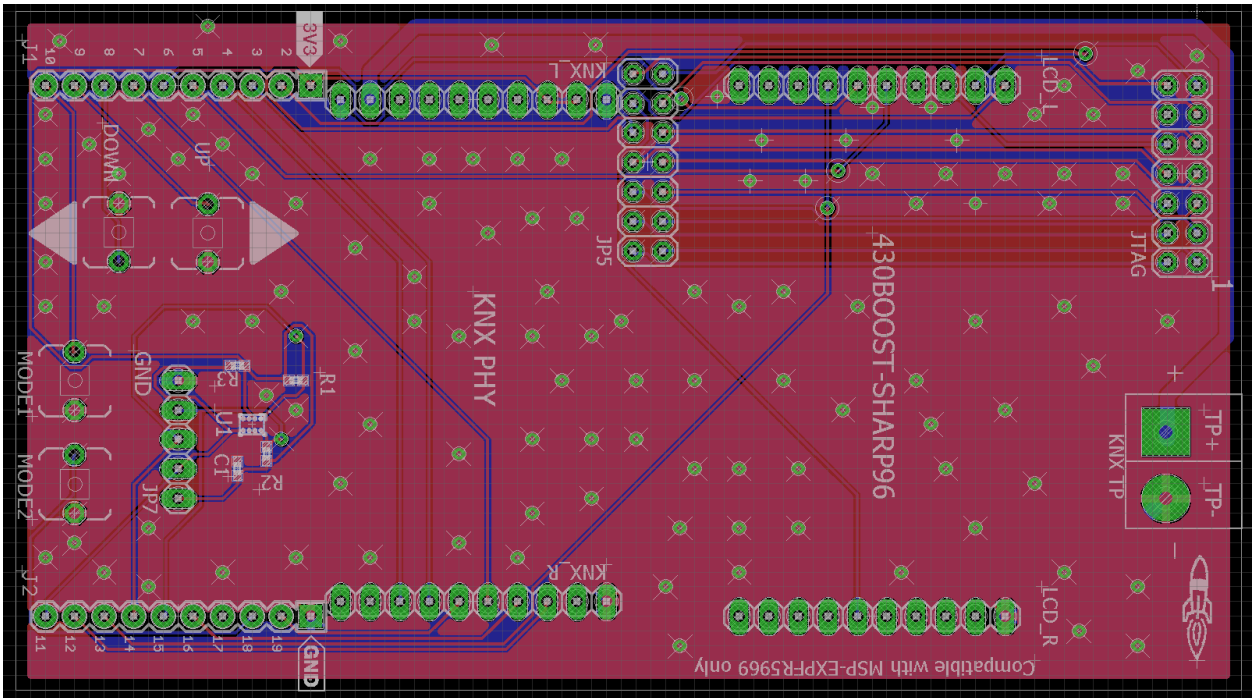 J1
10
9
8
7
6
5
4
3
2
3V3
KNX_L
LCD_L
DOWN
UP
JP5
JTAG
1
KNX PHY
430BOOST-SHARP96
MODE1
GND
R3
R1
U1
C1
R2
JP7
MODE2
+
TP+
KNX TP
TP-
-
J2
11
12
13
14
15
16
17
18
19
GND
KNX_R
LCD_R
Compatible with MSP-EXPFR5969 only